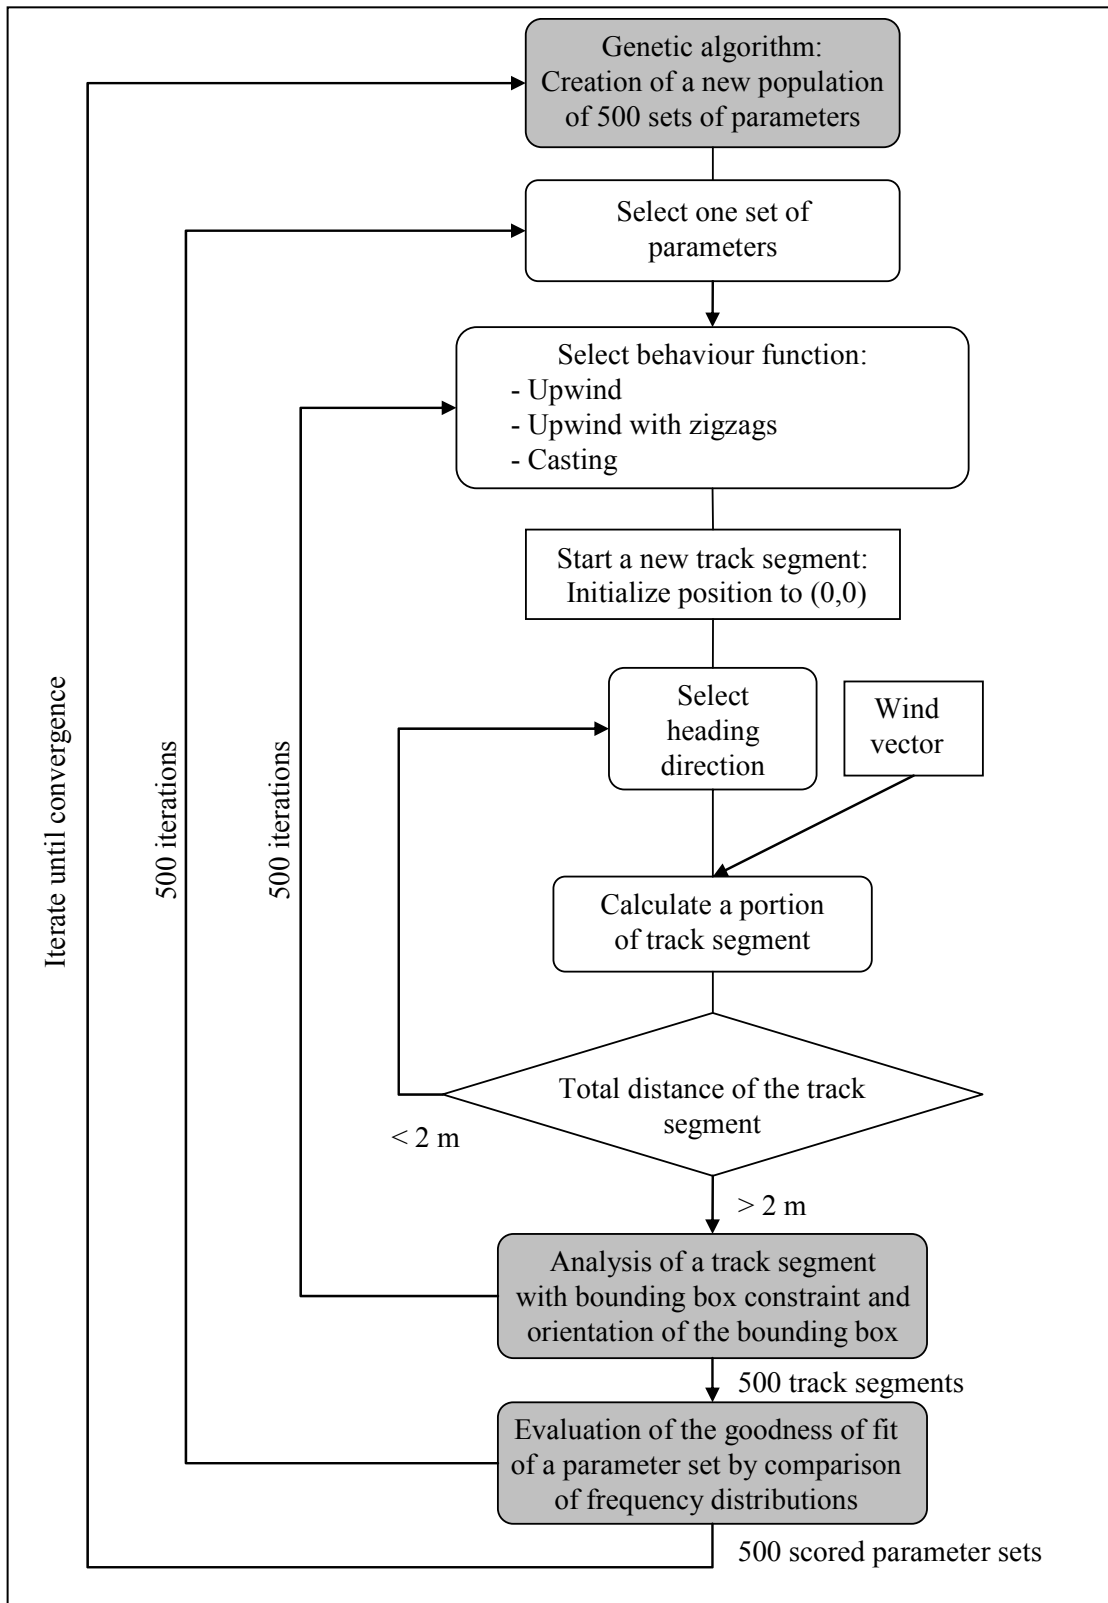 Genetic algorithm:
Creation of a new population
of 500 sets of parameters
Select one set of
parameters
Select behaviour function:
- Upwind
- Upwind with zigzags
- Casting
Start a new track segment:
Initialize position to (0,0)
Select
heading
direction
Wind
vector
Calculate a portion
of track segment
Total distance of the track
segment
< 2 m
> 2 m
Analysis of a track segment
with bounding box constraint and
orientation of the bounding box
500 track segments
Evaluation of the goodness of fit
of a parameter set by comparison
of frequency distributions
500 scored parameter sets
Iterate until convergence
500 iterations
500 iterations